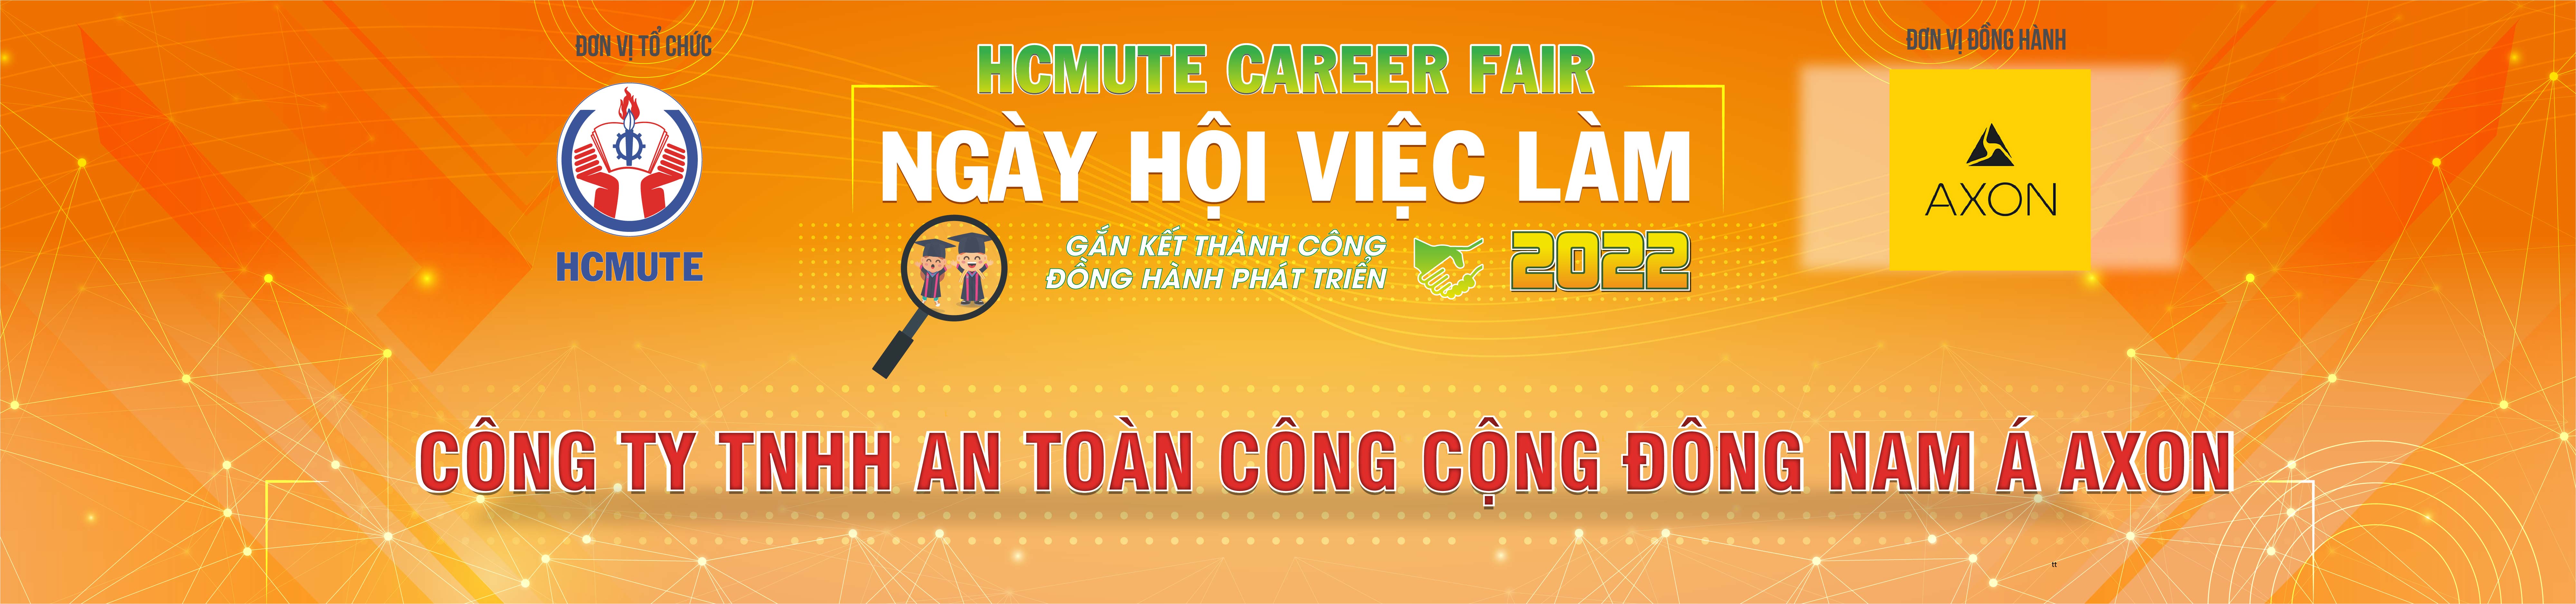 ĐƠN VỊ TỔ CHỨC
HCMUTE
HCMUTE CAREER FAIR
NGÀY HỘI VIỆC LÀM
GẮN KẾT THÀNH CÔNG
ĐỒNG HÀNH PHÁT TRIỂN
2022
ĐƠN VỊ ĐỒNG HÀNH
AXON
CÔNG TY TNHH AN TOÀN CÔNG CỘNG ĐÔNG NAM Á AXON
tt